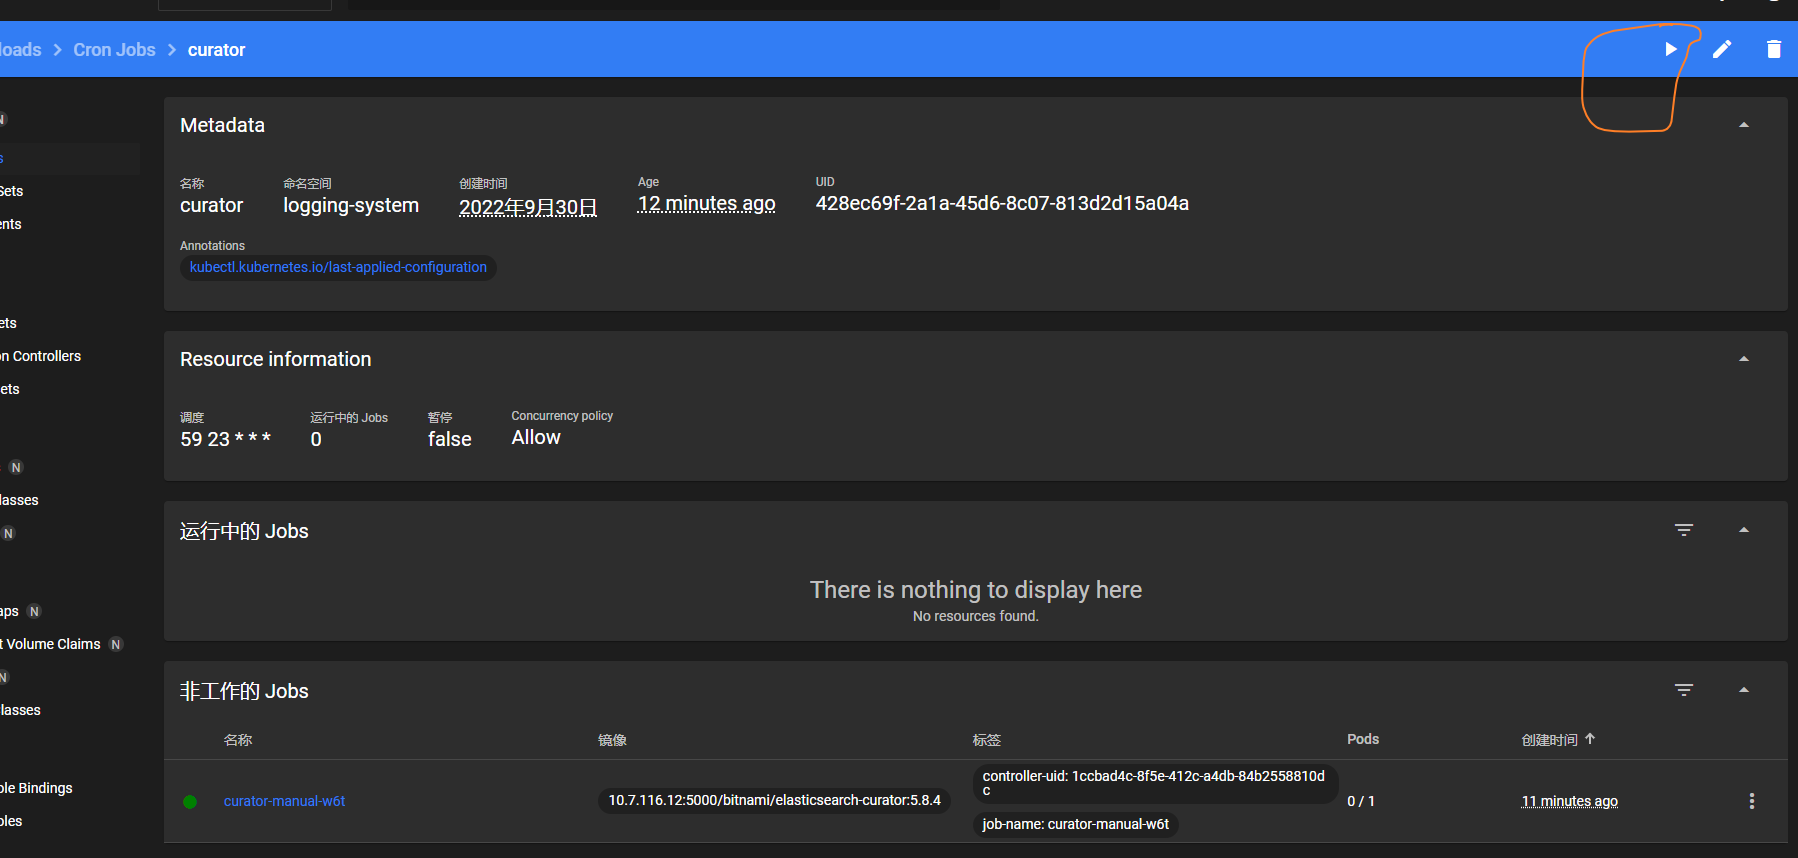 loads > Cron Jobs > curator
N
s
Sets
ents
ets
on Controllers
ets
s N
lasses
N
aps N
t Volume Claims N
N
lasses
ole Bindings
oles
Metadata
名称 命名空间 创建时间 Age UID
curator logging-system 2022年9月30日 12 minutes ago 428ec69f-2a1a-45d6-8c07-813d2d15a04a
Annotations
kubectl.kubernetes.io/last-applied-configuration
Resource information
调度 运行中的 Jobs 暂停 Concurrency policy
59 23 * * * 0 false Allow
运行中的 Jobs
There is nothing to display here
No resources found.
非工作的 Jobs
名称 镜像 标签 Pods 创建时间
curator-manual-w6t 10.7.116.12:5000/bitnami/elasticsearch-curator:5.8.4 controller-uid: 1ccbad4c-8f5e-412c-a4db-84b2558810d
c
job-name: curator-manual-w6t
0 / 1 11 minutes ago